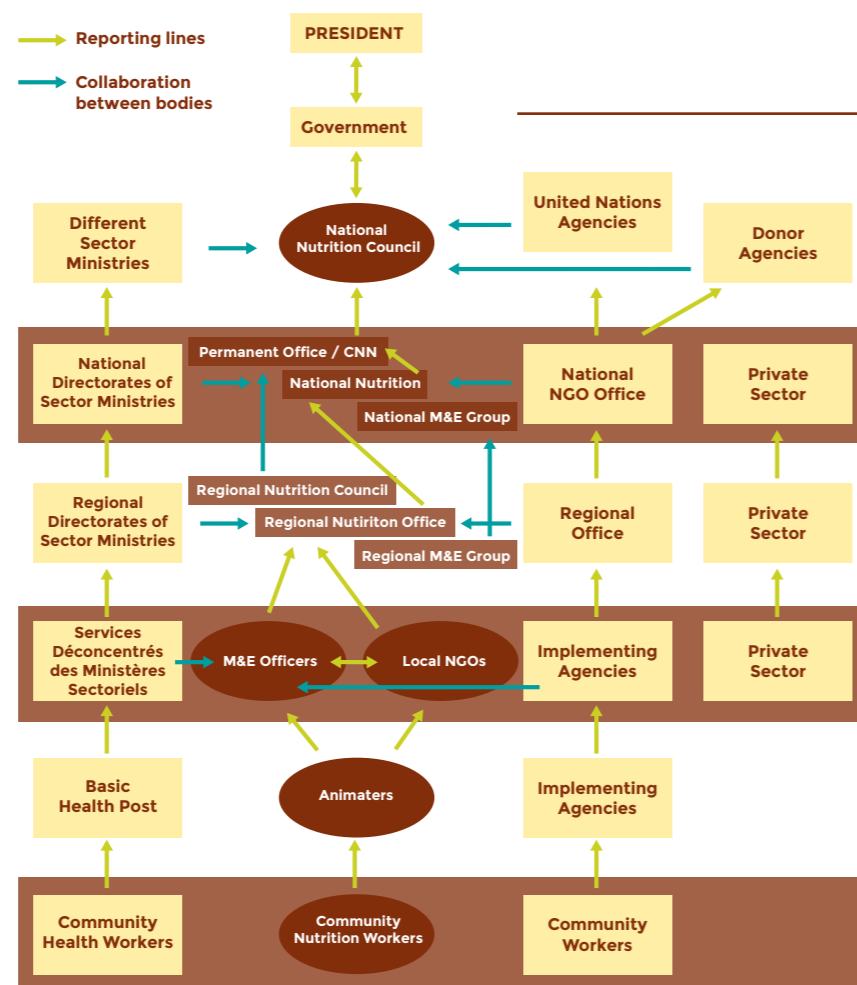 Reporting lines
Collaboration
between bodies
PRESIDENT
Government
Different
Sector
Ministries
National
Nutrition Council
United Nations
Agencies
Donor
Agencies
National
Directorates of
Sector Ministries
Permanent Office / CNN
National Nutrition
National M&E Group
National
NGO Office
Private
Sector
Regional
Directorates of
Sector Ministries
Regional Nutrition Council
Regional Nutiriton Office
Regional M&E Group
Regional
Office
Private
Sector
Services
Déconcentrés
des Ministères
Sectoriels
M&E Officers
Local NGOs
Implementing
Agencies
Private
Sector
Basic
Health Post
Animaters
Implementing
Agencies
Community
Health Workers
Community
Nutrition Workers
Community
Workers